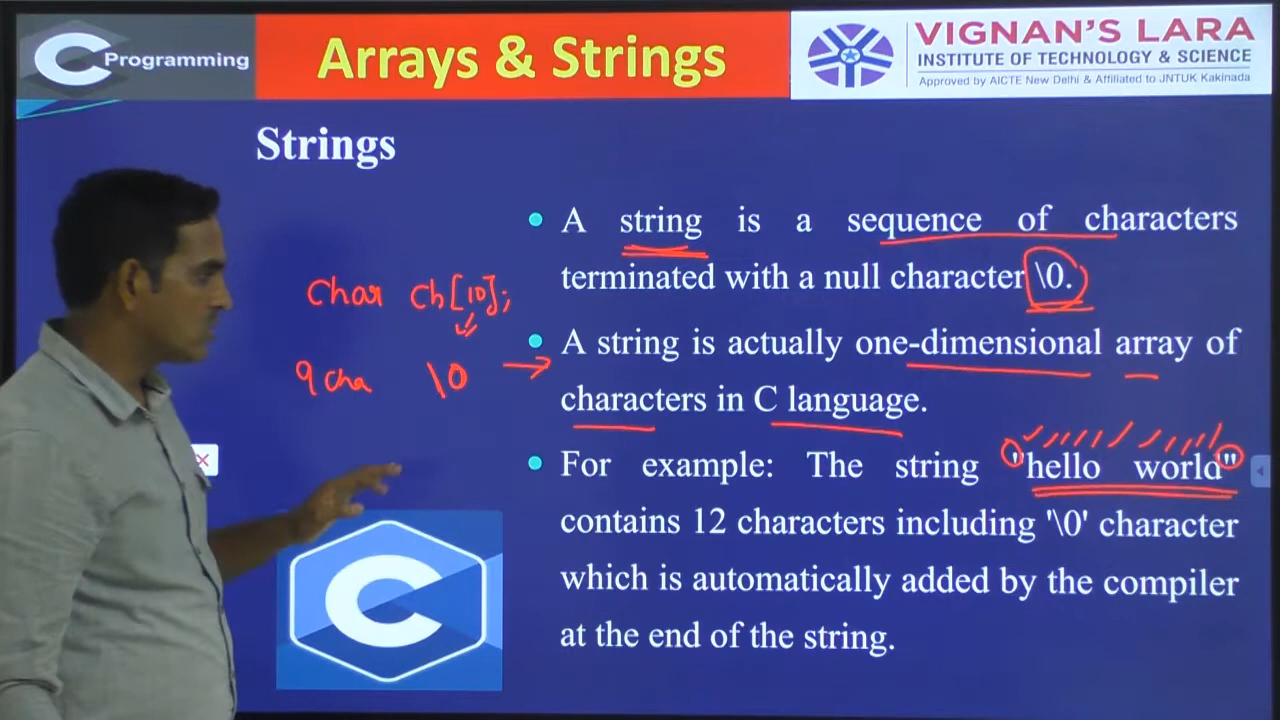 Programming
Arrays & Strings
VIGNAN'S LARA
INSTITUTE OF TECHNOLOGY & SCIENCE
Approved by AICTE New Delhi & Affiliated to JNTUK Kakinada
Strings
A string is a sequence of characters
terminated with a null character \0.
char ch[10];
A string is actually one-dimensional array of
9 cha \0
characters in C language.
For example: The string "hello world"
contains 12 characters including '\0' character
which is automatically added by the compiler
at the end of the string.